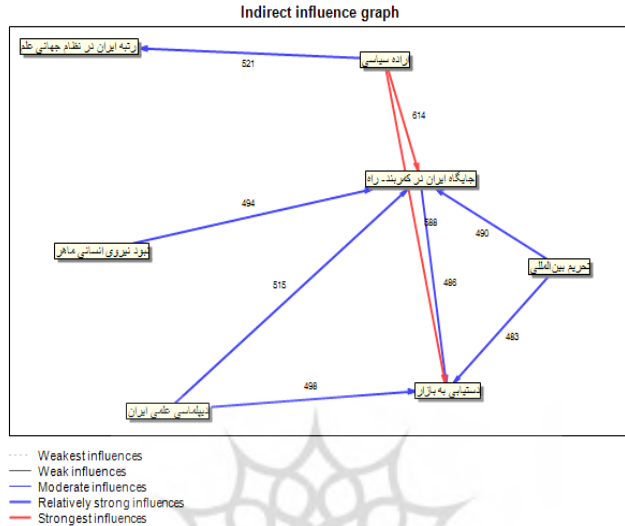 Indirect influence graph
رتبه ایران در نظام جهانی علم
اراده سیاسی
521
614
جایگاه ایران در کمربند- راه
494
588
490
نبود نیروی انسانی ماهر
تحریم بین‌المللی
515
486
483
498
دستیابی به بازار
دیپلماسی علمی ایران
Weakest influences
Weak influences
Moderate influences
Relatively strong influences
Strongest influences